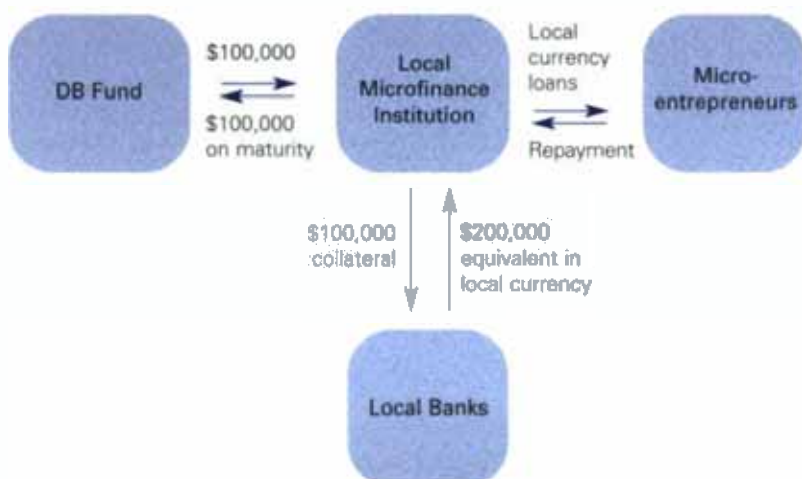 DB Fund
$100,000
$100,000
on maturity
Local
Microfinance
Institution
Local
currency
loans
Repayment
Micro-
entrepreneurs
$100,000
collateral
$200,000
equivalent in
local currency
Local Banks